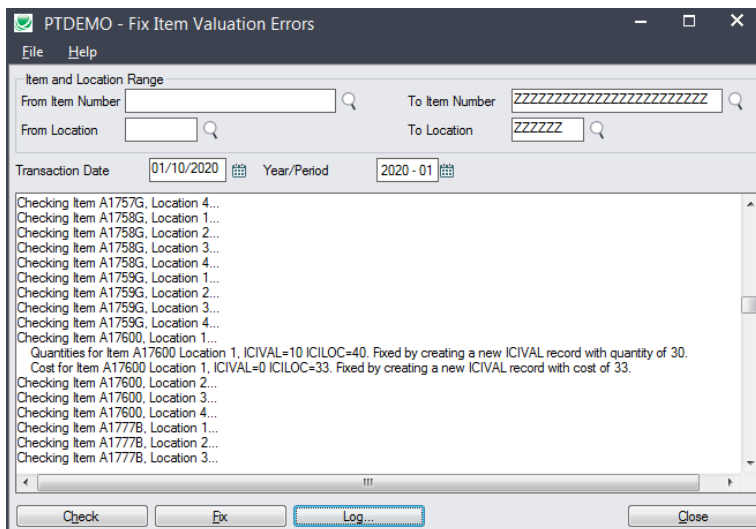 PTDEMO - Fix Item Valuation Errors
File Help
Item and Location Range
From Item Number To Item Number ZZZZZZZZZZZZZZZZZZZZZZZZ
From Location To Location ZZZZZZ
Transaction Date 01/10/2020 Year/Period 2020 - 01
Checking Item A1757G, Location 4...
Checking Item A1758G, Location 1...
Checking Item A1758G, Location 2...
Checking Item A1758G, Location 3...
Checking Item A1758G, Location 4...
Checking Item A1759G, Location 1...
Checking Item A1759G, Location 2...
Checking Item A1759G, Location 3...
Checking Item A1759G, Location 4...
Checking Item A17600, Location 1...
Quantities for Item A17600 Location 1, ICIVAL=10 ICILOC=40. Fixed by creating a new ICIVAL record with quantity of 30.
Cost for Item A17600 Location 1, ICIVAL=0 ICILOC=33. Fixed by creating a new ICIVAL record with cost of 33.
Checking Item A17600, Location 2...
Checking Item A17600, Location 3...
Checking Item A17600, Location 4...
Checking Item A1777B, Location 1...
Checking Item A1777B, Location 2...
Checking Item A1777B, Location 3...
Check Fix Log... Close